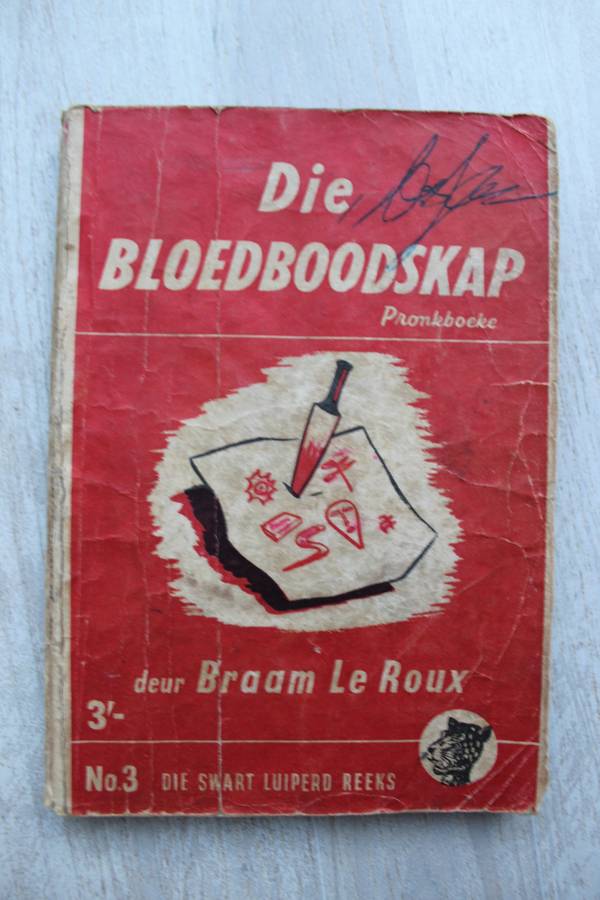 Die
BLOEDBOODSKAP
Pronkboeke
deur Braam Le Roux
3'-
No.3 DIE SWART LUIPERD REEKS